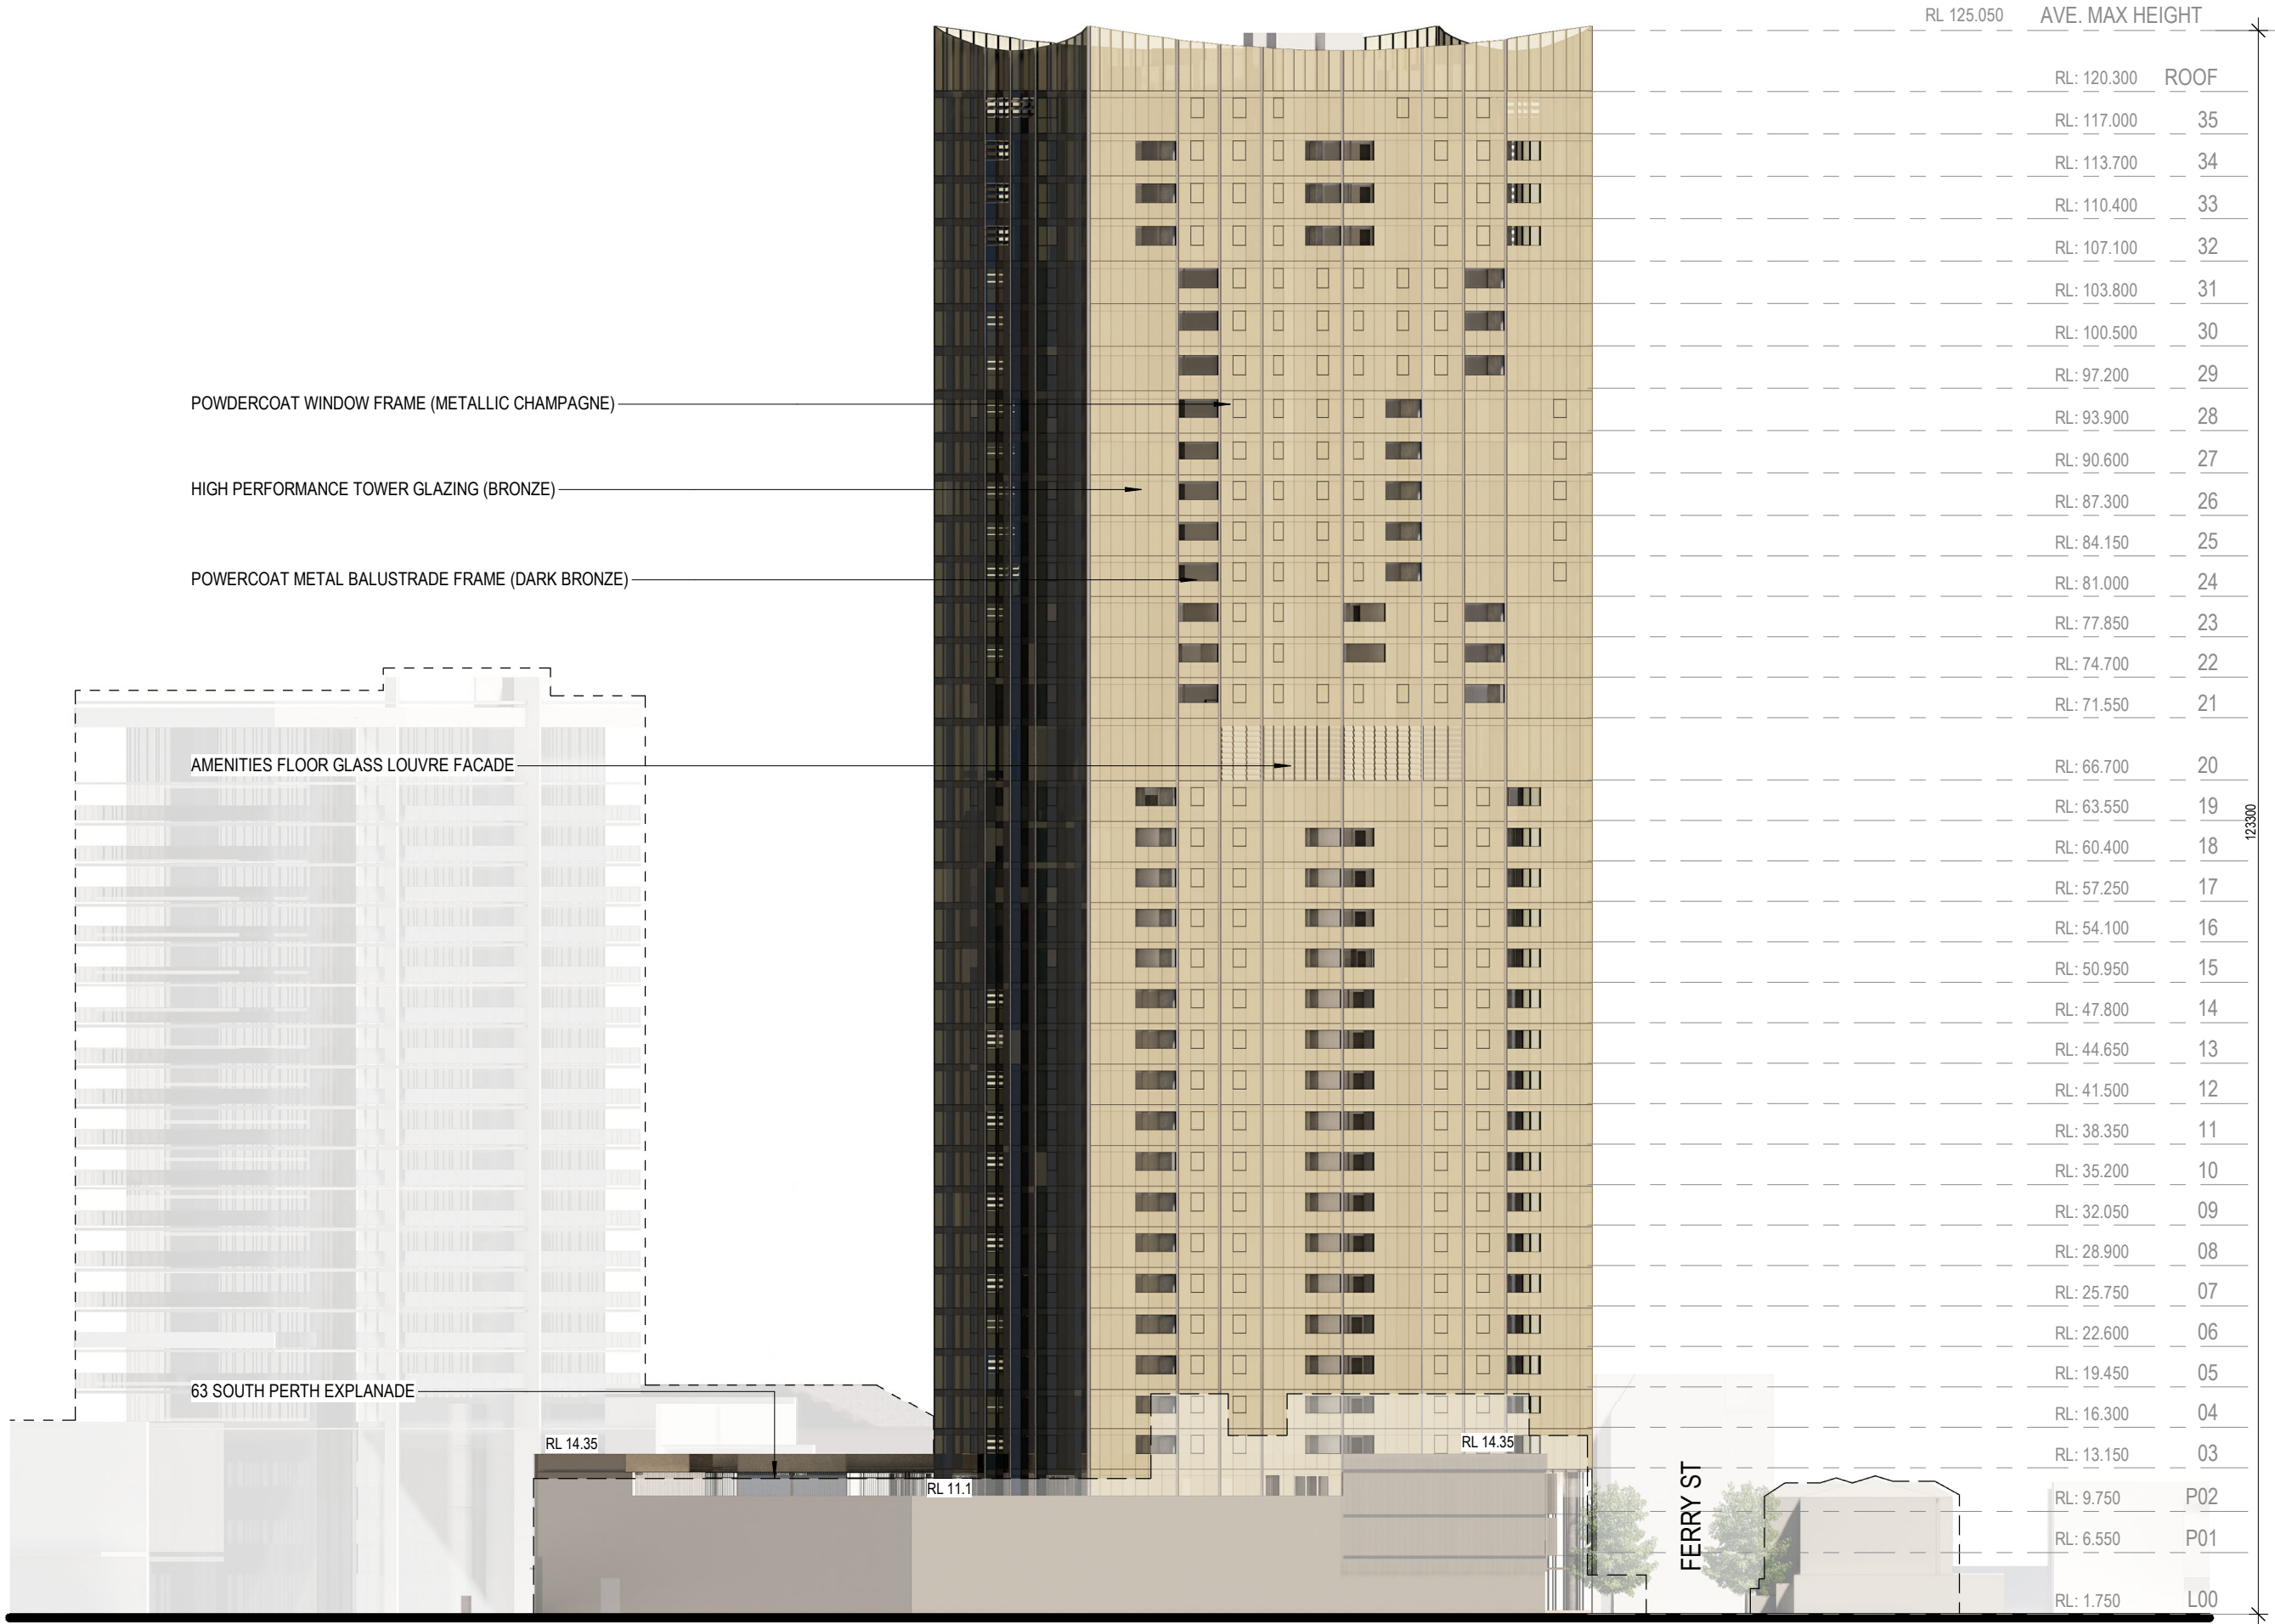 RL 125.050 AVE. MAX HEIGHT
RL: 120.300 ROOF
RL: 117.000 35
RL: 113.700 34
RL: 110.400 33
RL: 107.100 32
RL: 103.800 31
RL: 100.500 30
RL: 97.200 29
POWDERCOAT WINDOW FRAME (METALLIC CHAMPAGNE)
RL: 93.900 28
RL: 90.600 27
HIGH PERFORMANCE TOWER GLAZING (BRONZE)
RL: 87.300 26
RL: 84.150 25
POWERCOAT METAL BALUSTRADE FRAME (DARK BRONZE)
RL: 81.000 24
RL: 77.850 23
RL: 74.700 22
RL: 71.550 21
AMENITIES FLOOR GLASS LOUVRE FACADE
RL: 66.700 20
RL: 63.550 19
123300
RL: 60.400 18
RL: 57.250 17
RL: 54.100 16
RL: 50.950 15
RL: 47.800 14
RL: 44.650 13
RL: 41.500 12
RL: 38.350 11
RL: 35.200 10
RL: 32.050 09
RL: 28.900 08
RL: 25.750 07
RL: 22.600 06
RL: 19.450 05
63 SOUTH PERTH EXPLANADE
RL: 16.300 04
RL 14.35
RL 14.35
RL: 13.150 03
RL 11.1
RL: 9.750 P02
FERRY ST
RL: 6.550 P01
RL: 1.750 L00